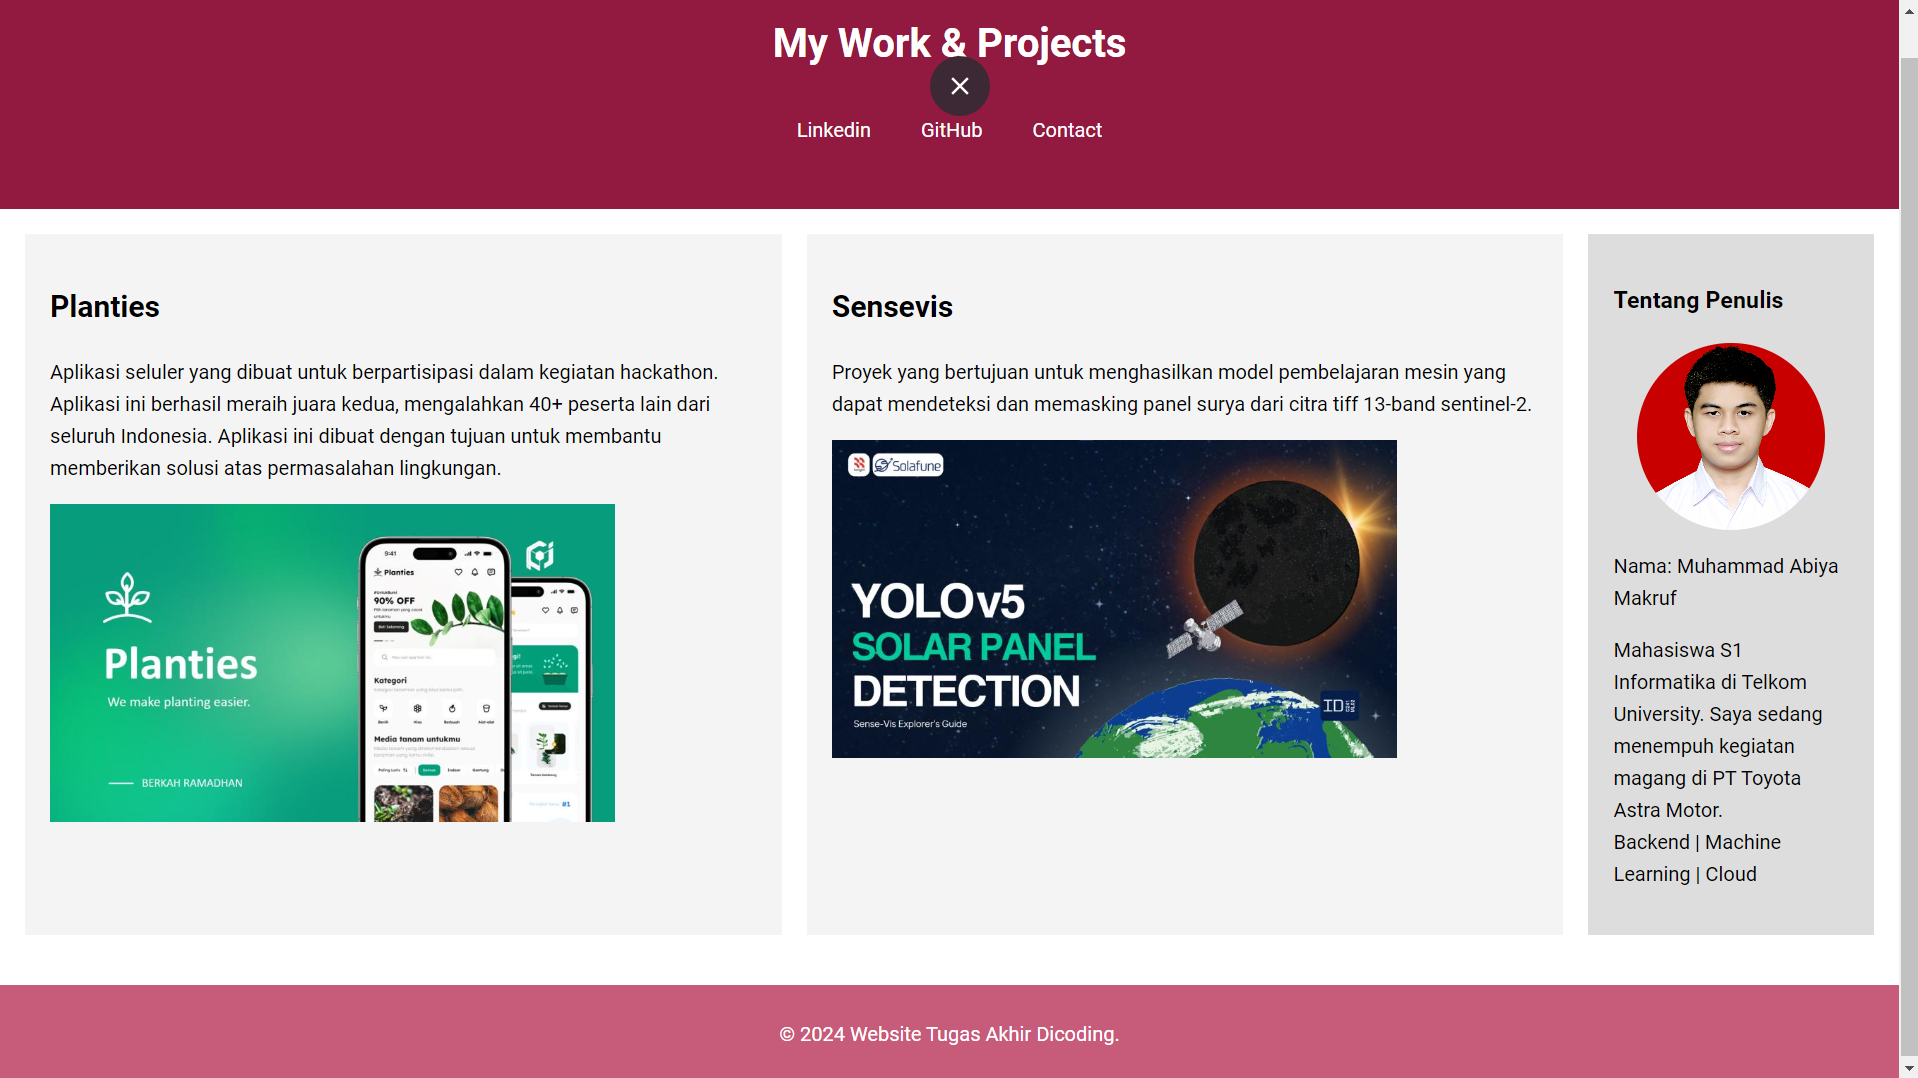 My Work & Projects
Linkedin
GitHub
Contact
Planties
Aplikasi seluler yang dibuat untuk berpartisipasi dalam kegiatan hackathon.
Aplikasi ini berhasil meraih juara kedua, mengalahkan 40+ peserta lain dari
seluruh Indonesia. Aplikasi ini dibuat dengan tujuan untuk membantu
memberikan solusi atas permasalahan lingkungan.
Planties
We make planting easier.
BERKAH RAMADHAN
9:41
Planties
90% OFF
Kategori
Media tanam untukmu
#1
Sensevis
Proyek yang bertujuan untuk menghasilkan model pembelajaran mesin yang
dapat mendeteksi dan memasking panel surya dari citra tiff 13-band sentinel-2.
Solafune
YOLOv5
SOLAR PANEL
DETECTION
Sense-Vis Explorer's Guide
ID
Tentang Penulis
Nama: Muhammad Abiya
Makruf
Mahasiswa S1
Informatika di Telkom
University. Saya sedang
menempuh kegiatan
magang di PT Toyota
Astra Motor.
Backend | Machine
Learning | Cloud
© 2024 Website Tugas Akhir Dicoding.